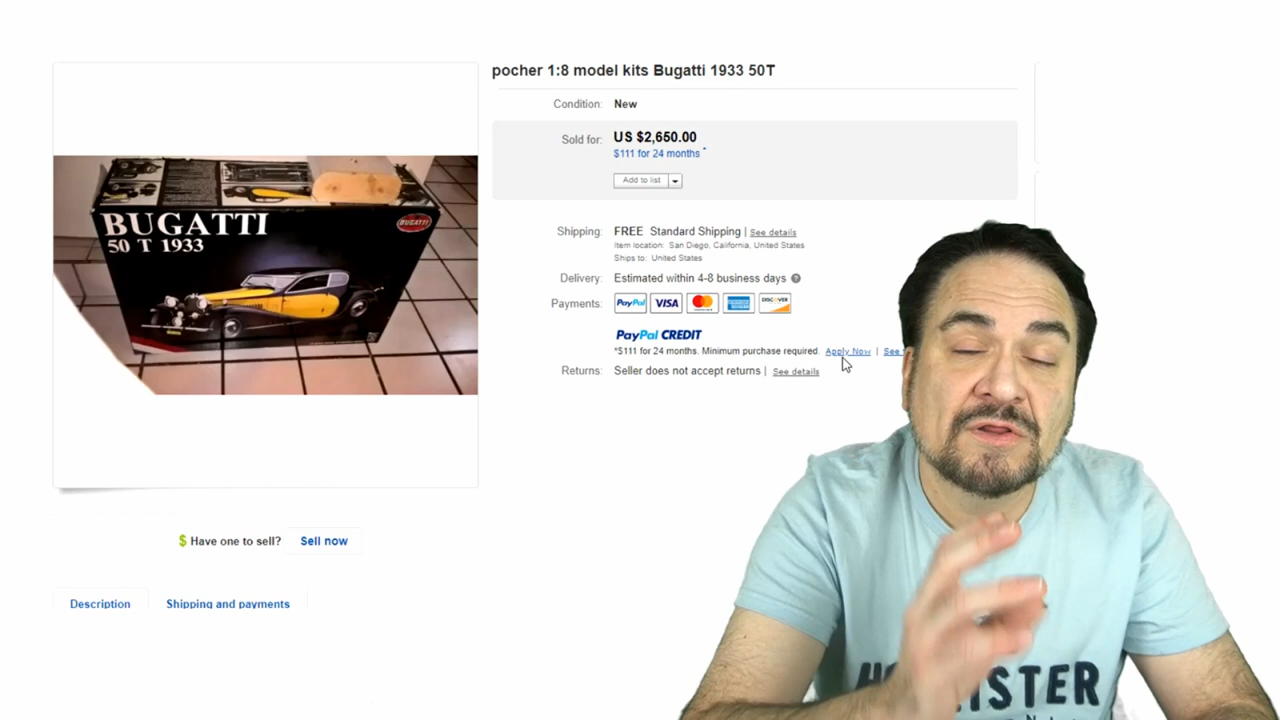 pocher 1:8 model kits Bugatti 1933 50T
Condition: New
Sold for: US $2,650.00
$111 for 24 months *
Add to list
Shipping: FREE Standard Shipping | See details
Item location: San Diego, California, United States
Ships to: United States
Delivery: Estimated within 4-8 business days ?
Payments: PayPal VISA DISCOVER
PayPal CREDIT
*$111 for 24 months. Minimum purchase required. Apply Now | See
Returns: Seller does not accept returns | See details
BUGATTI
50 T 1933
BUGATTI
$ Have one to sell? Sell now
Description Shipping and payments